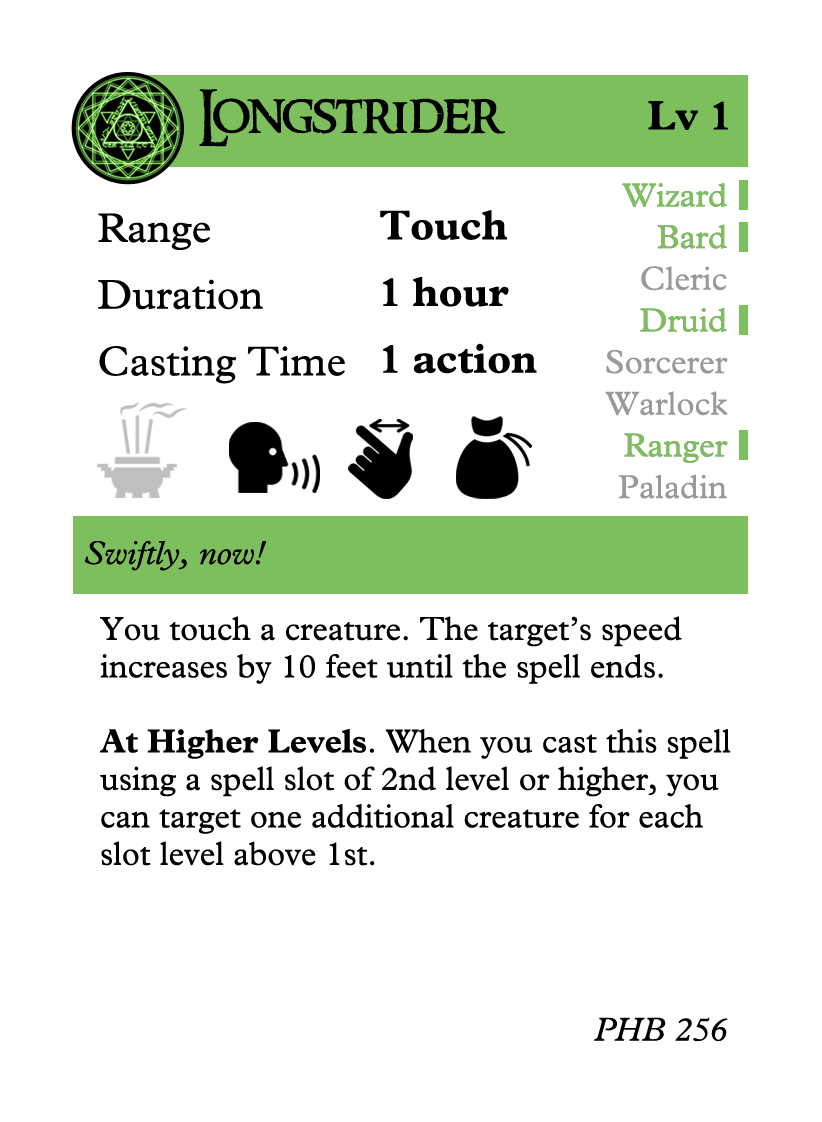 Longstrider Lv 1
Wizard
Bard
Cleric
Druid
Sorcerer
Warlock
Ranger
Paladin
Range Touch
Duration 1 hour
Casting Time 1 action
Swiftly, now!
You touch a creature. The target’s speed
increases by 10 feet until the spell ends.
At Higher Levels. When you cast this spell
using a spell slot of 2nd level or higher, you
can target one additional creature for each
slot level above 1st.
PHB 256